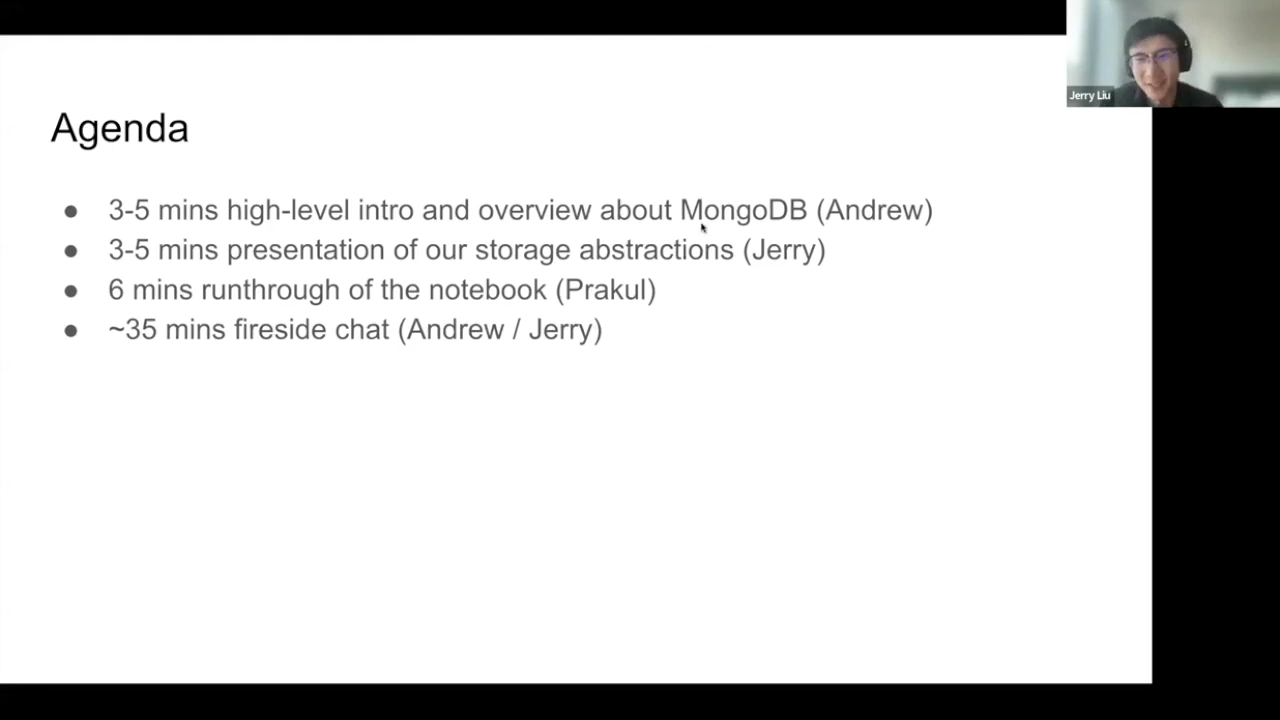 Jerry Liu
Agenda
● 3-5 mins high-level intro and overview about MongoDB (Andrew)
● 3-5 mins presentation of our storage abstractions (Jerry)
● 6 mins runthrough of the notebook (Prakul)
● ~35 mins fireside chat (Andrew / Jerry)